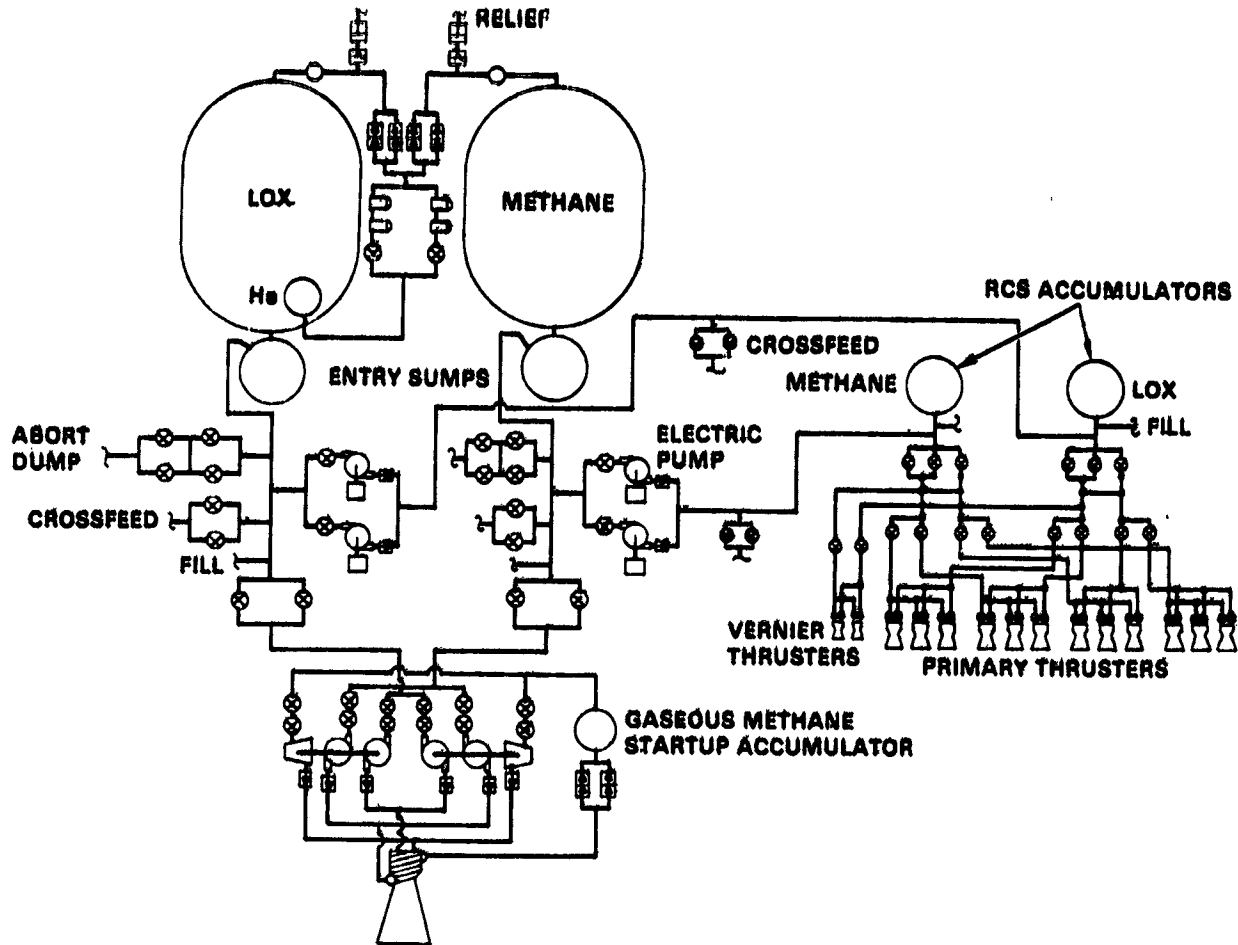 RELIEF
LOX
METHANE
He
RCS ACCUMULATORS
CROSSFEED
METHANE
LOX
ENTRY SUMPS
FILL
ABORT
DUMP
ELECTRIC
PUMP
CROSSFEED
FILL
VERNIER
THRUSTERS
PRIMARY THRUSTERS
GASEOUS METHANE
STARTUP ACCUMULATOR